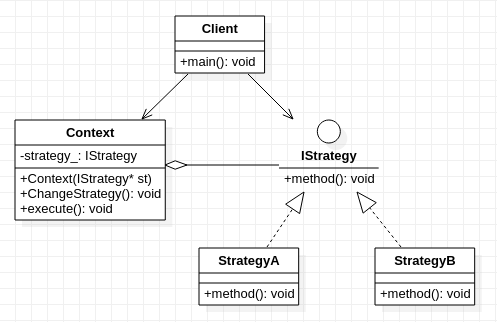 Client
+main(): void
Context
-strategy_: IStrategy
+Context(IStrategy* st)
+ChangeStrategy(): void
+execute(): void
IStrategy
+method(): void
StrategyA
+method(): void
StrategyB
+method(): void